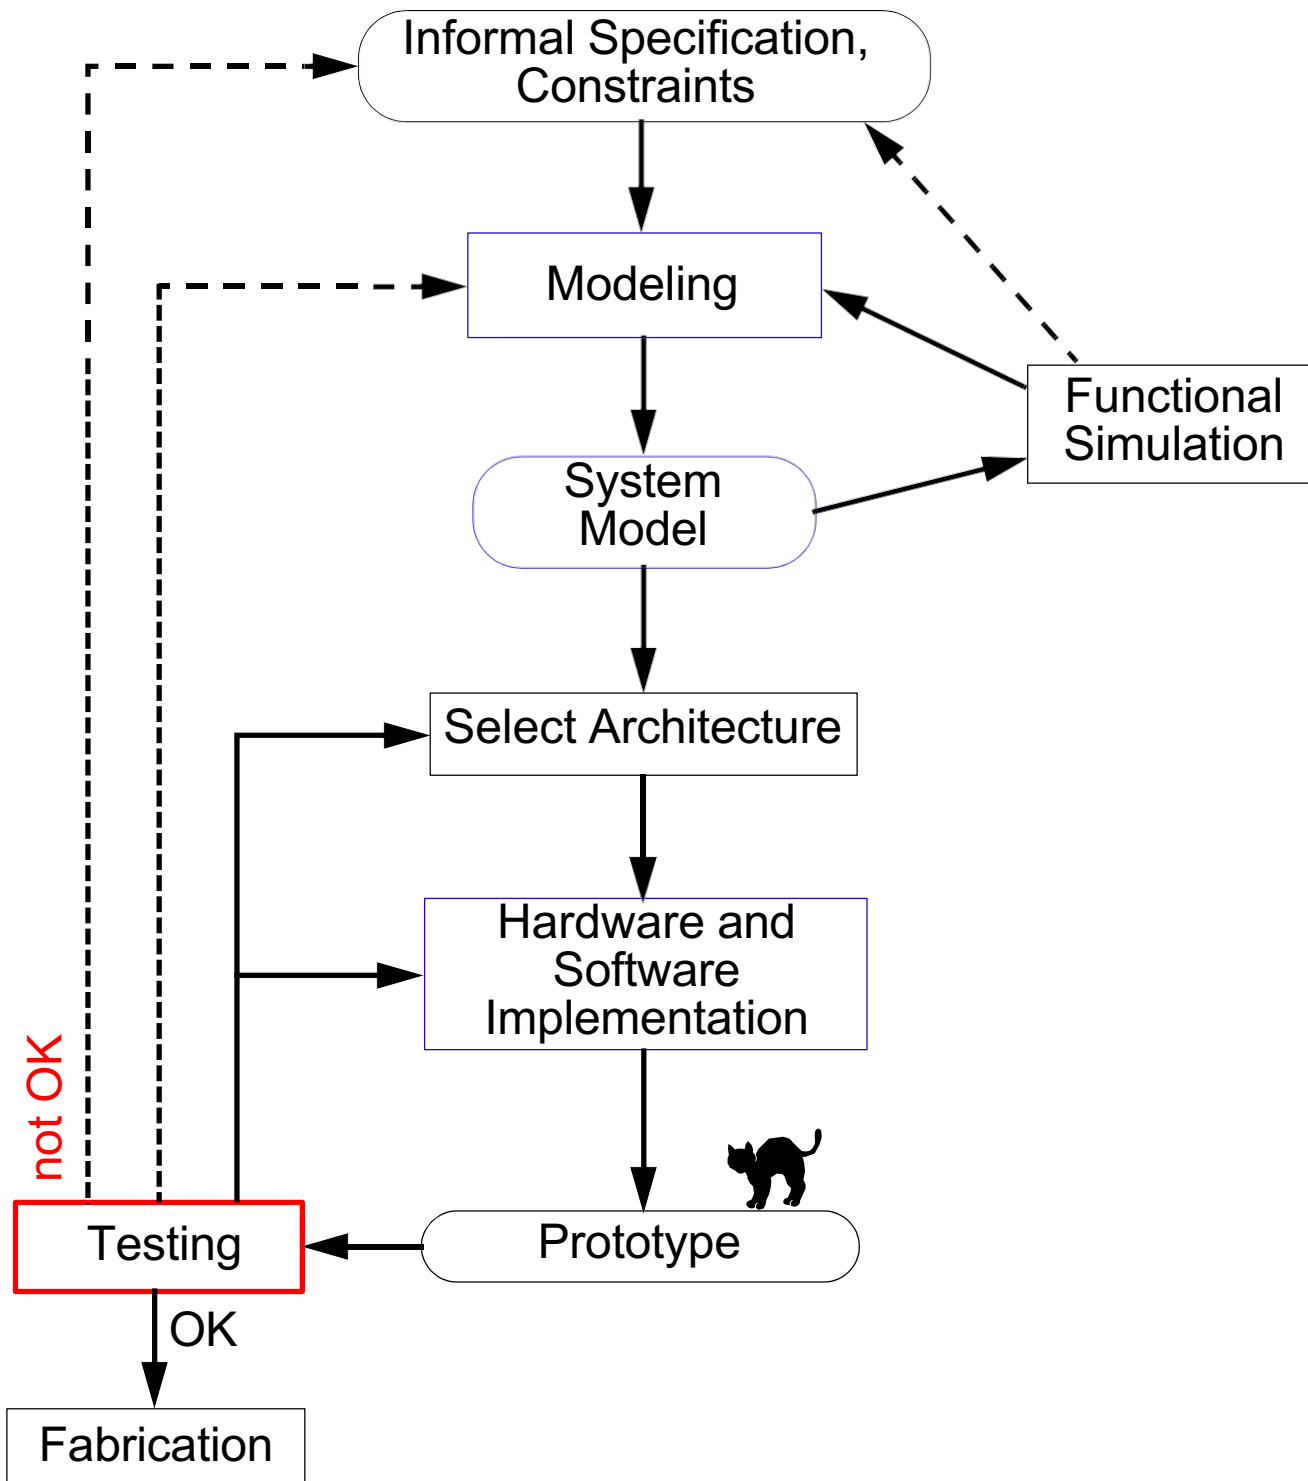 Informal Specification,
Constraints
Modeling
Functional
Simulation
System
Model
Select Architecture
Hardware and
Software
Implementation
not OK
Testing
Prototype
OK
Fabrication